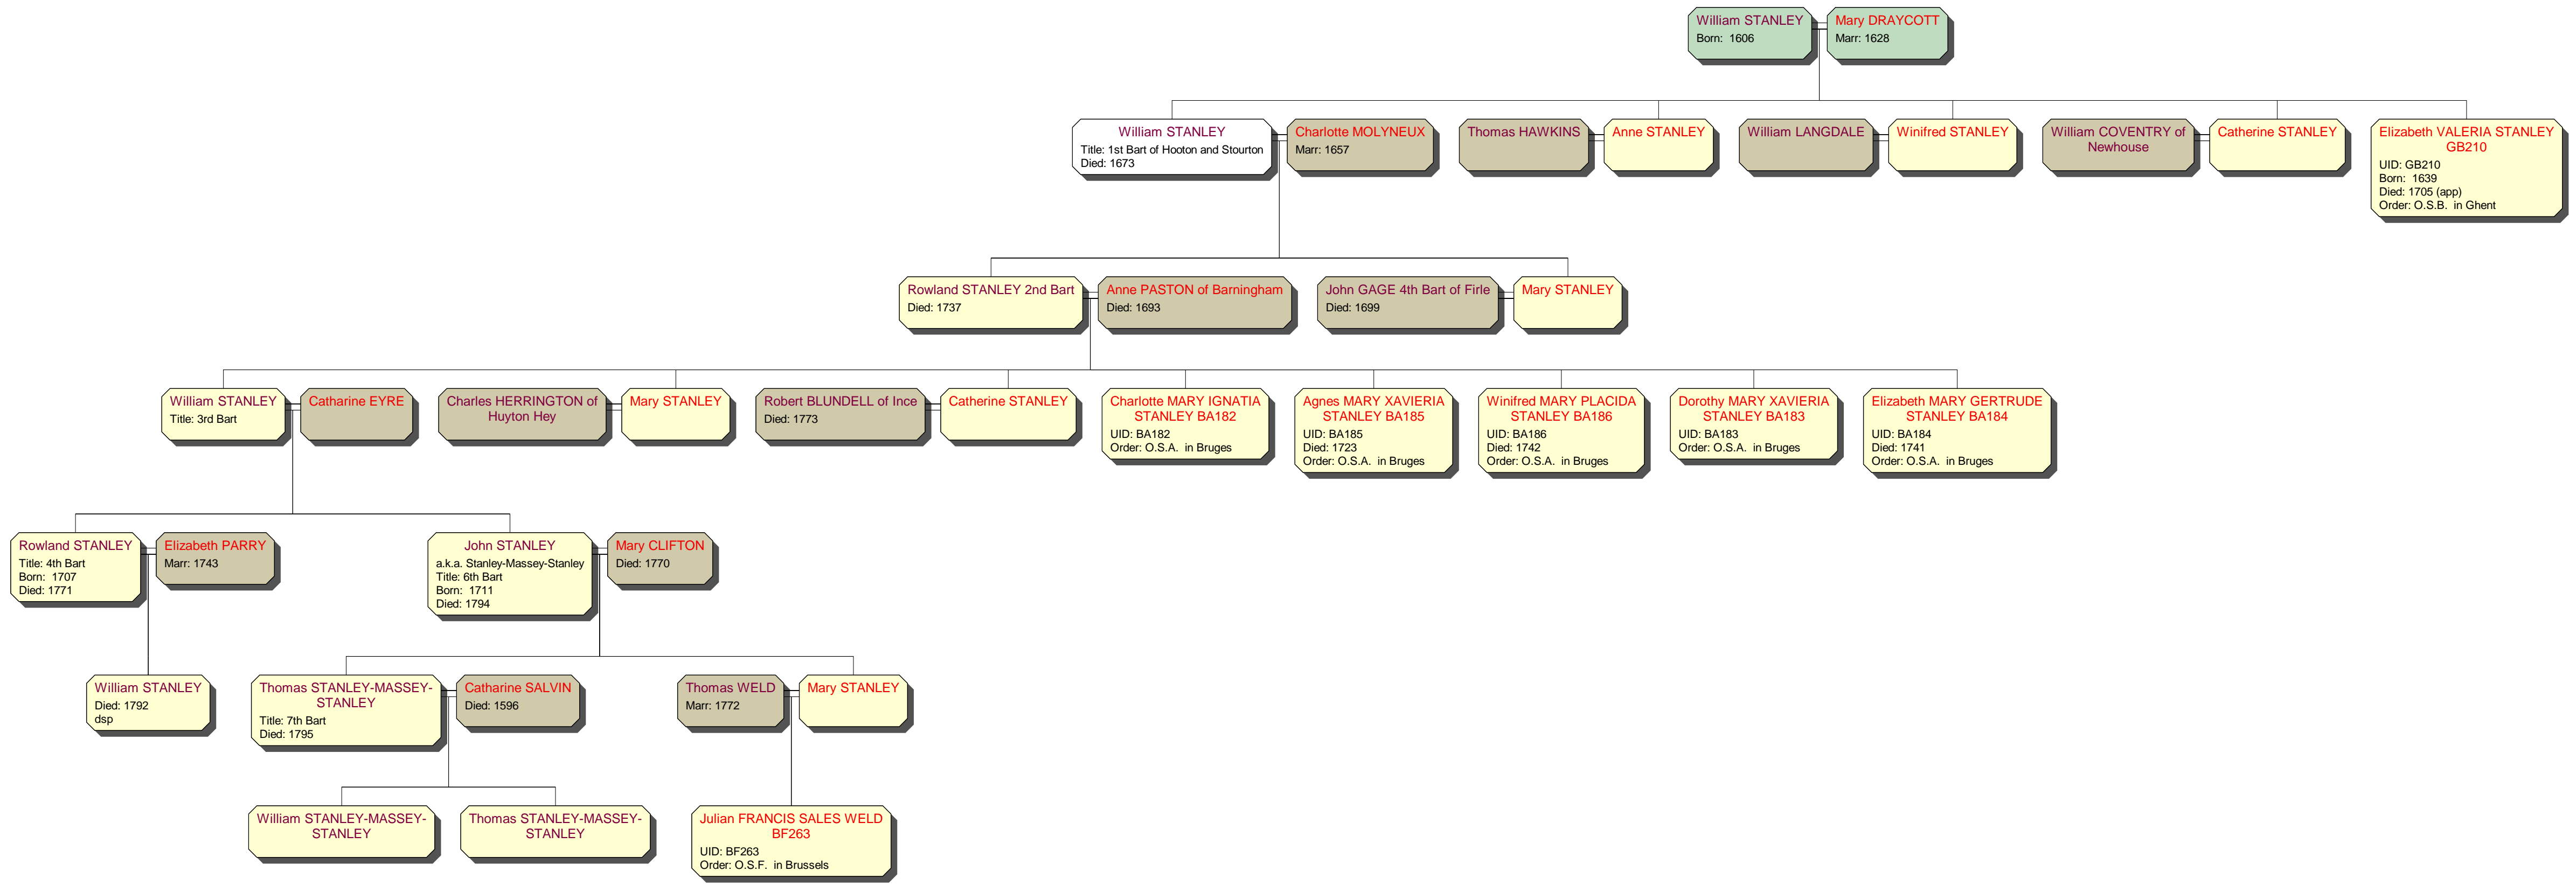 William STANLEY
Born:  1606
Mary DRAYCOTT
Marr: 1628
William STANLEY
Title: 1st Bart of Hooton and Stourton
Died: 1673
Charlotte MOLYNEUX
Marr: 1657
Thomas HAWKINS
Anne STANLEY
William LANGDALE
Winifred STANLEY
William COVENTRY of
Newhouse
Catherine STANLEY
Elizabeth VALERIA STANLEY
GB210
UID: GB210
Born:  1639
Died: 1705 (app)
Order: O.S.B.  in Ghent
Rowland STANLEY 2nd Bart
Died: 1737
Anne PASTON of Barningham
Died: 1693
John GAGE 4th Bart of Firle
Died: 1699
Mary STANLEY
William STANLEY
Title: 3rd Bart
Catharine EYRE
Charles HERRINGTON of
Huyton Hey
Mary STANLEY
Robert BLUNDELL of Ince
Died: 1773
Catherine STANLEY
Charlotte MARY IGNATIA
STANLEY BA182
UID: BA182
Order: O.S.A.  in Bruges
Agnes MARY XAVIERIA
STANLEY BA185
UID: BA185
Died: 1723
Order: O.S.A.  in Bruges
Winifred MARY PLACIDA
STANLEY BA186
UID: BA186
Died: 1742
Order: O.S.A.  in Bruges
Dorothy MARY XAVIERIA
STANLEY BA183
UID: BA183
Order: O.S.A.  in Bruges
Elizabeth MARY GERTRUDE
STANLEY BA184
UID: BA184
Died: 1741
Order: O.S.A.  in Bruges
Rowland STANLEY
Title: 4th Bart
Born:  1707
Died: 1771
Elizabeth PARRY
Marr: 1743
John STANLEY
a.k.a. Stanley-Massey-Stanley
Title: 6th Bart
Born:  1711
Died: 1794
Mary CLIFTON
Died: 1770
William STANLEY
Died: 1792
dsp
Thomas STANLEY-MASSEY-
STANLEY
Title: 7th Bart
Died: 1795
Catharine SALVIN
Died: 1596
Thomas WELD
Marr: 1772
Mary STANLEY
William STANLEY-MASSEY-
STANLEY
Thomas STANLEY-MASSEY-
STANLEY
Julian FRANCIS SALES WELD
BF263
UID: BF263
Order: O.S.F.  in Brussels